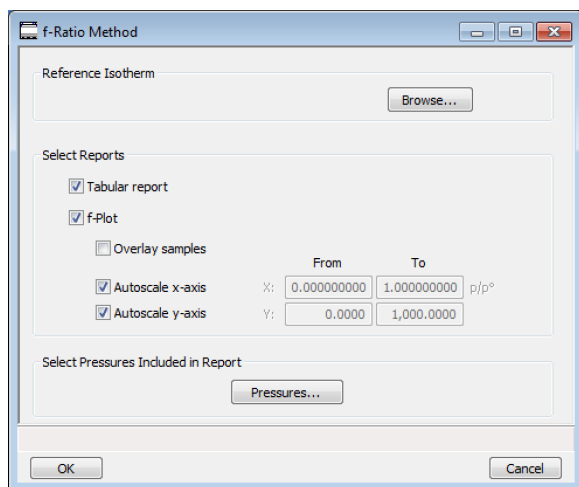 f-Ratio Method
Reference Isotherm
Browse...
Select Reports
Tabular report
f-Plot
Overlay samples
From To
Autoscale x-axis X: 0.000000000 1.000000000 p/p°
Autoscale y-axis Y: 0.0000 1,000.0000
Select Pressures Included in Report
Pressures...
OK Cancel